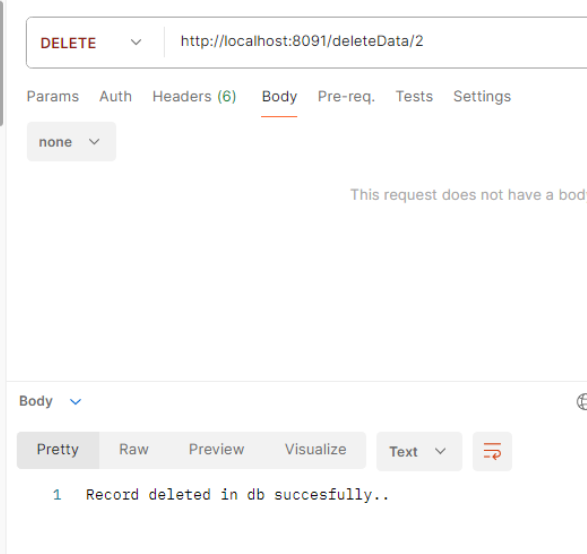 DELETE http://localhost:8091/deleteData/2
Params Auth Headers (6) Body Pre-req. Tests Settings
none
This request does not have a bod
Body
Pretty Raw Preview Visualize Text
1 Record deleted in db succesfully..